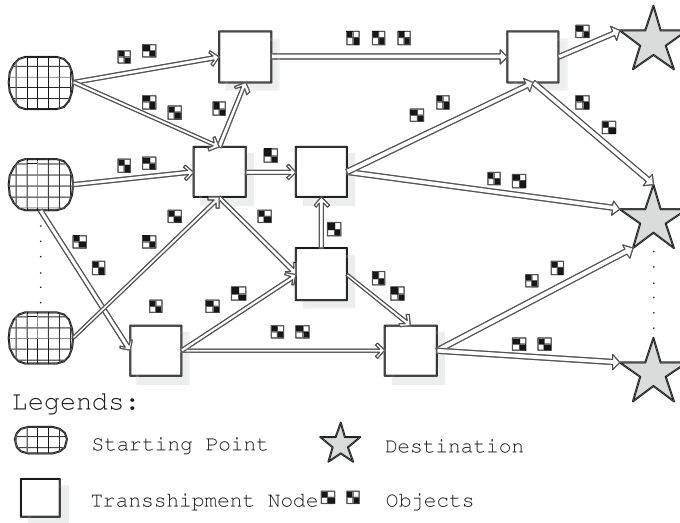 Legends:
Starting Point
Destination
Transshipment Node
Objects